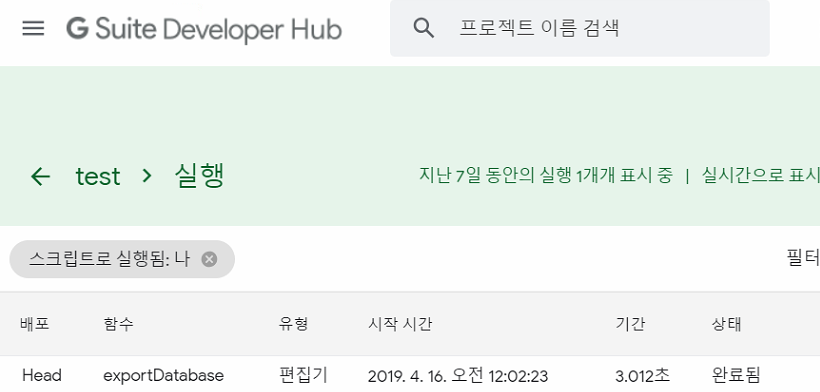 G Suite Developer Hub 프로젝트 이름 검색
test 실행 지난 7일 동안의 실행 1개개 표시 중 | 실시간으로 표시
스크립트로 실행됨: 나 필터
배포 함수 유형 시작 시간 기간 상태
Head exportDatabase 편집기 2019. 4. 16. 오전 12:02:23 3.012초 완료됨